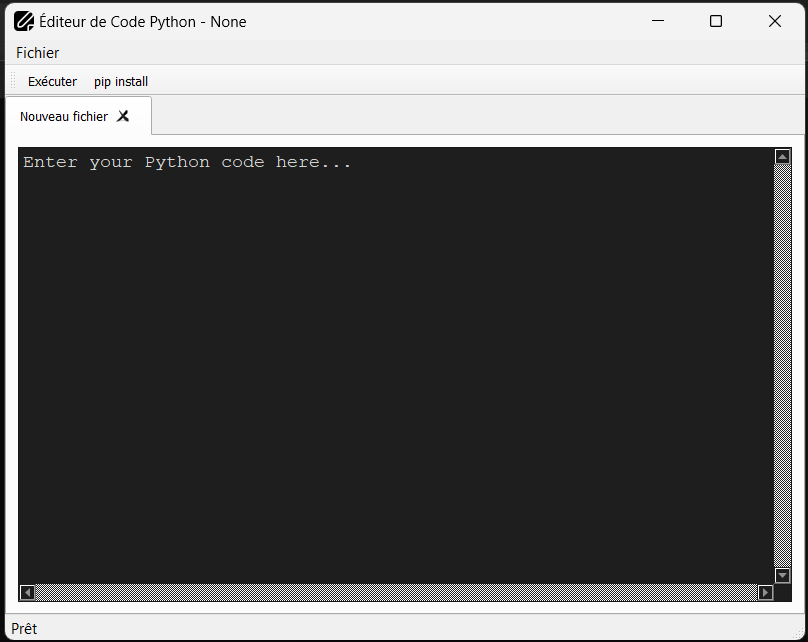 Éditeur de Code Python - None
Fichier
Exécuter pip install
Nouveau fichier
Enter your Python code here...
Prêt